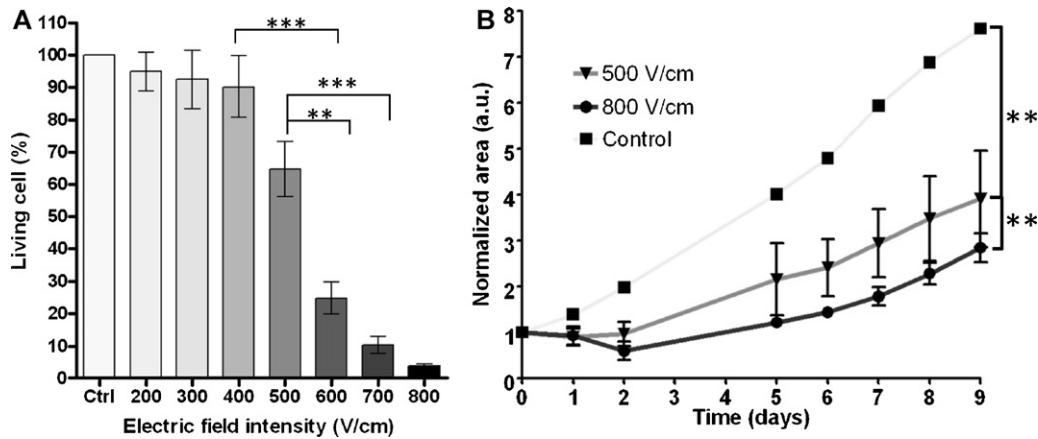 A
Living cell (%)
110
100
90
80
70
60
50
40
30
20
10
0
***
***
**
Ctrl 200 300 400 500 600 700 800
Electric field intensity (V/cm)
B
Normalized area (a.u.)
8
7
6
5
4
3
2
1
0
500 V/cm
800 V/cm
Control
**
**
0 1 2 3 4 5 6 7 8 9
Time (days)